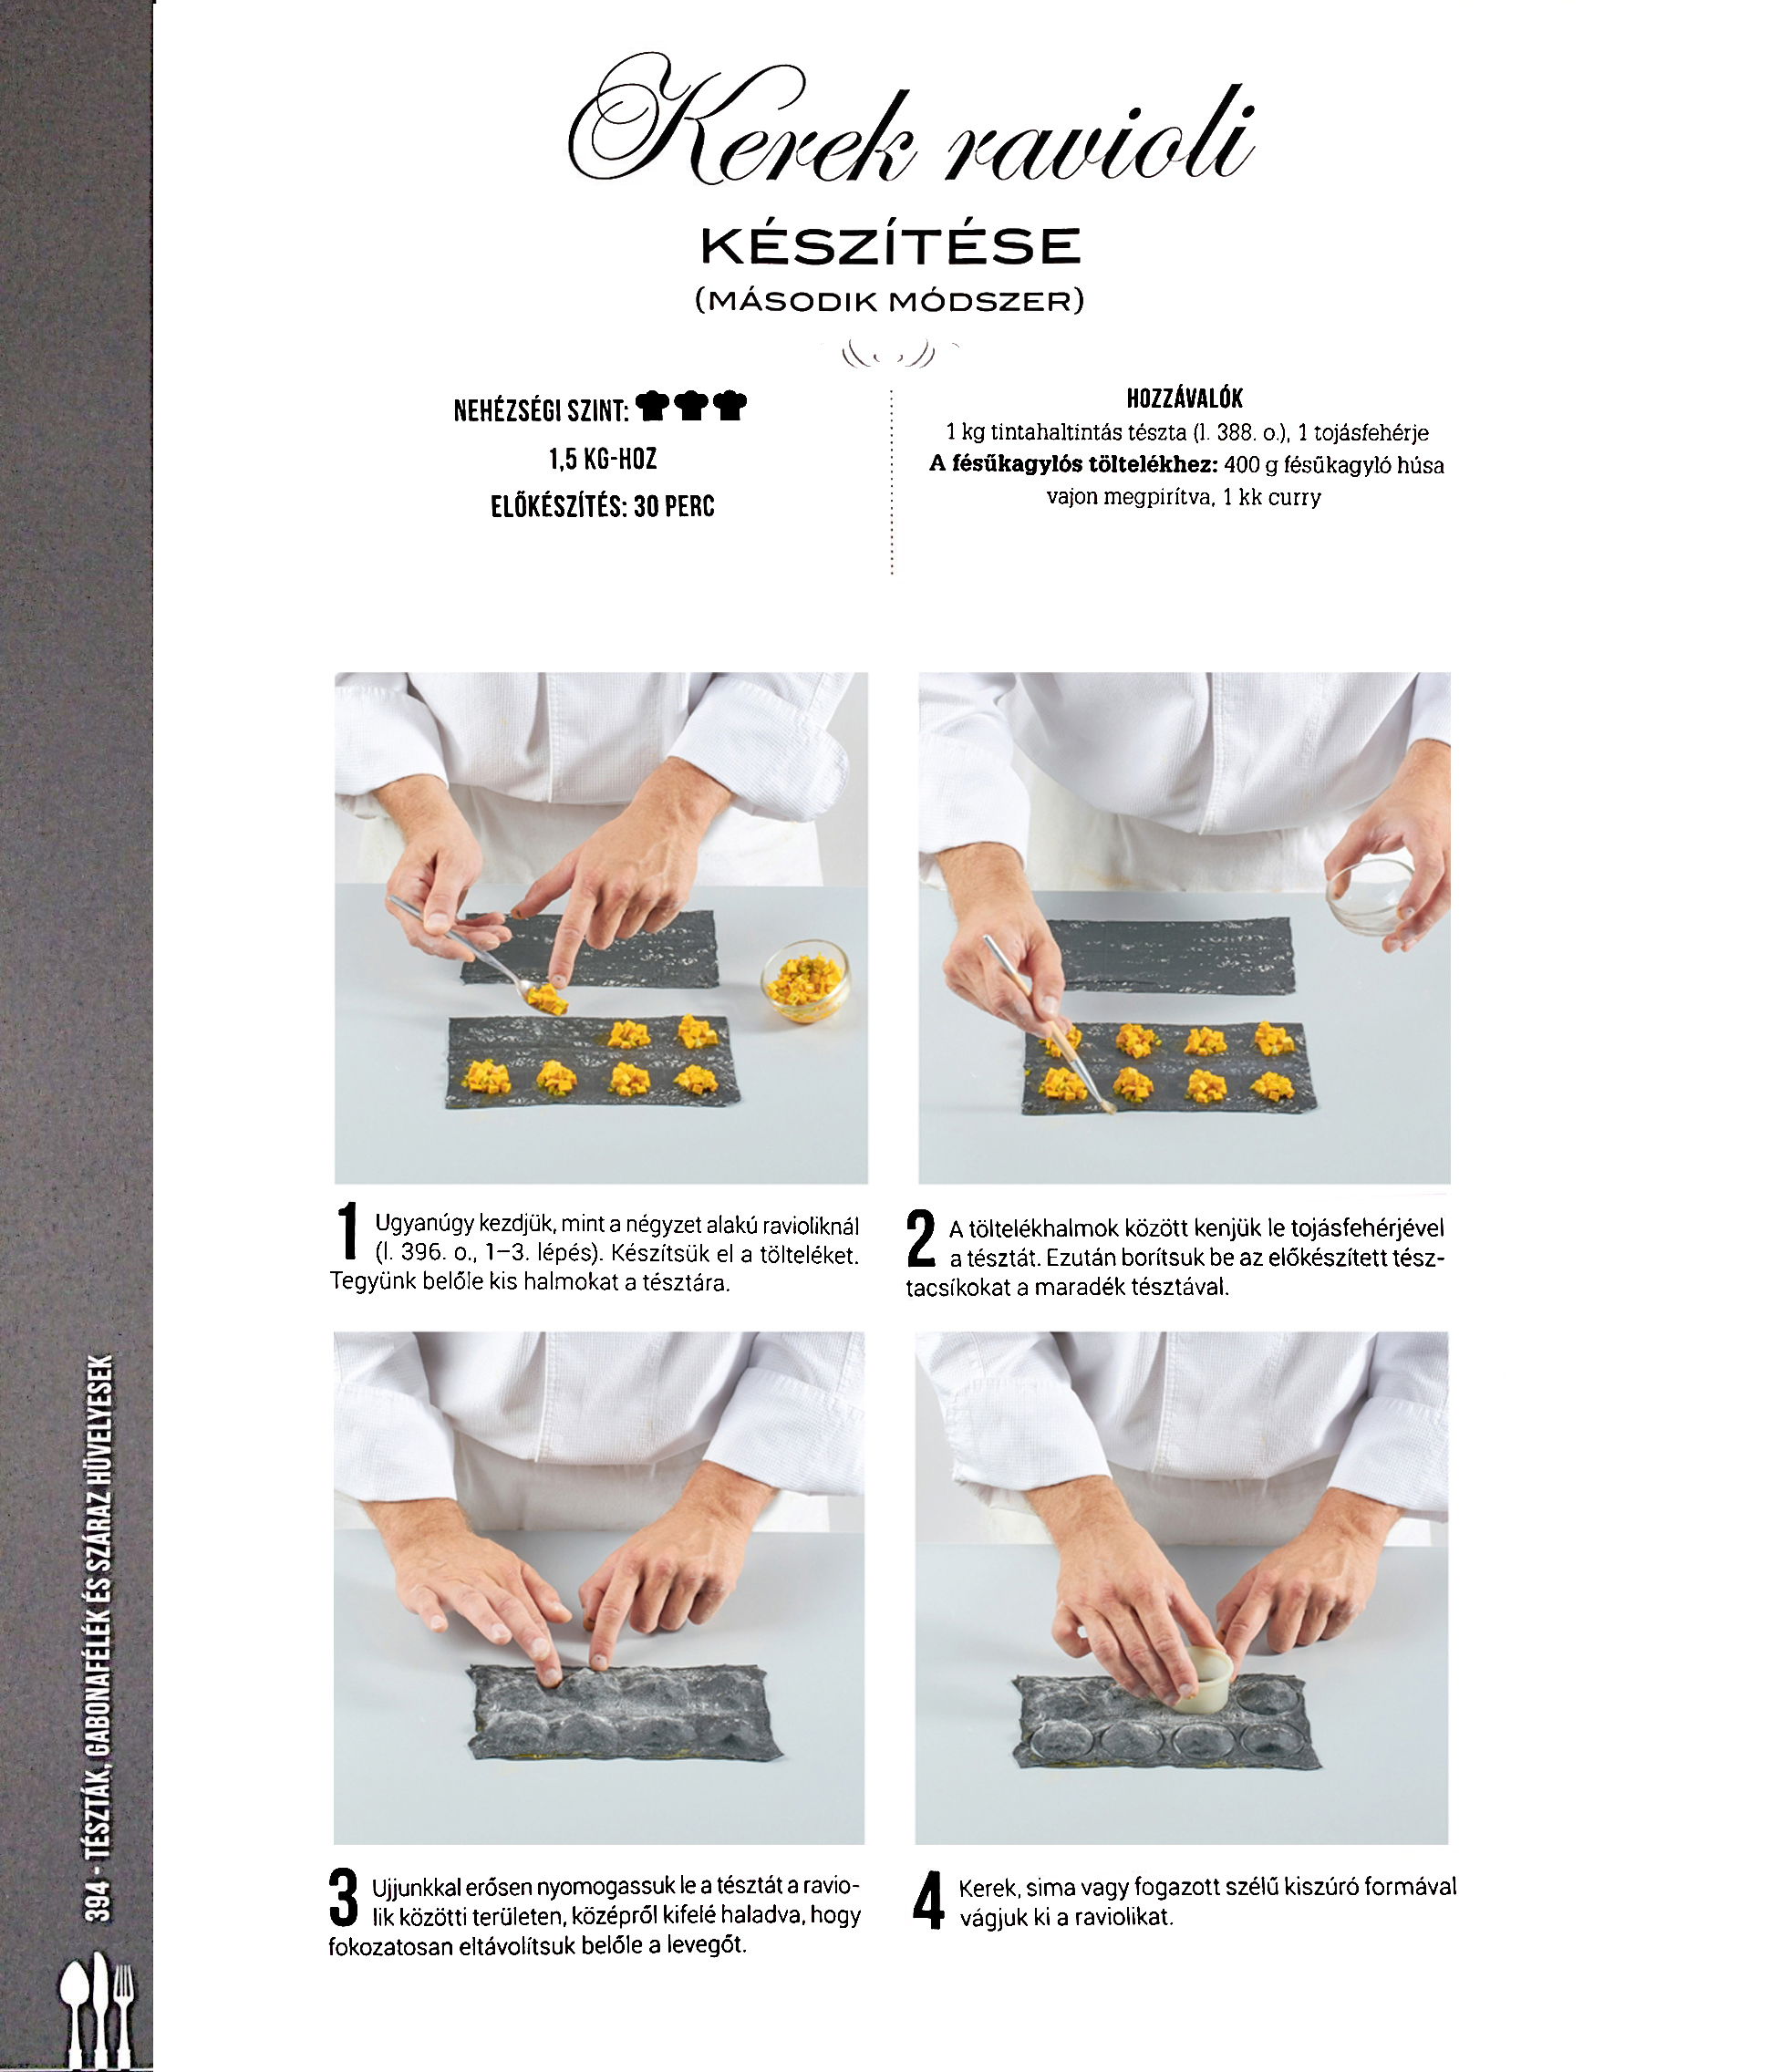 Kerek ravioli
KÉSZÍTÉSE
(MÁSODIK MÓDSZER)
NEHÉZSÉGI SZINT:
1,5 KG-HOZ
ELŐKÉSZÍTÉS: 30 PERC
HOZZÁVALÓK
1 kg tintahaltintás tészta (l. 388. o.), 1 tojásfehérje
A fésűkagylós töltelékhez: 400 g fésűkagyló húsa
vajon megpirítva, 1 kk curry
1 Ugyanúgy kezdjük, mint a négyzet alakú ravioliknál
(l. 396. o., 1–3. lépés). Készítsük el a tölteléket.
Tegyünk belőle kis halmokat a tésztára.
2 A töltelékhalmok között kenjük le tojásfehérjével
a tésztát. Ezután borítsuk be az előkészített tész-
tacsíkokat a maradék tésztával.
3 Ujjunkkal erősen nyomogassuk le a tésztát a ravio-
lik közötti területen, középről kifelé haladva, hogy
fokozatosan eltávolítsuk belőle a levegőt.
4 Kerek, sima vagy fogazott szélű kiszúró formával
vágjuk ki a raviolikat.
394 - TÉSZTÁK, GABONAFÉLÉK ÉS SZÁRAZ HÜVELYESEK